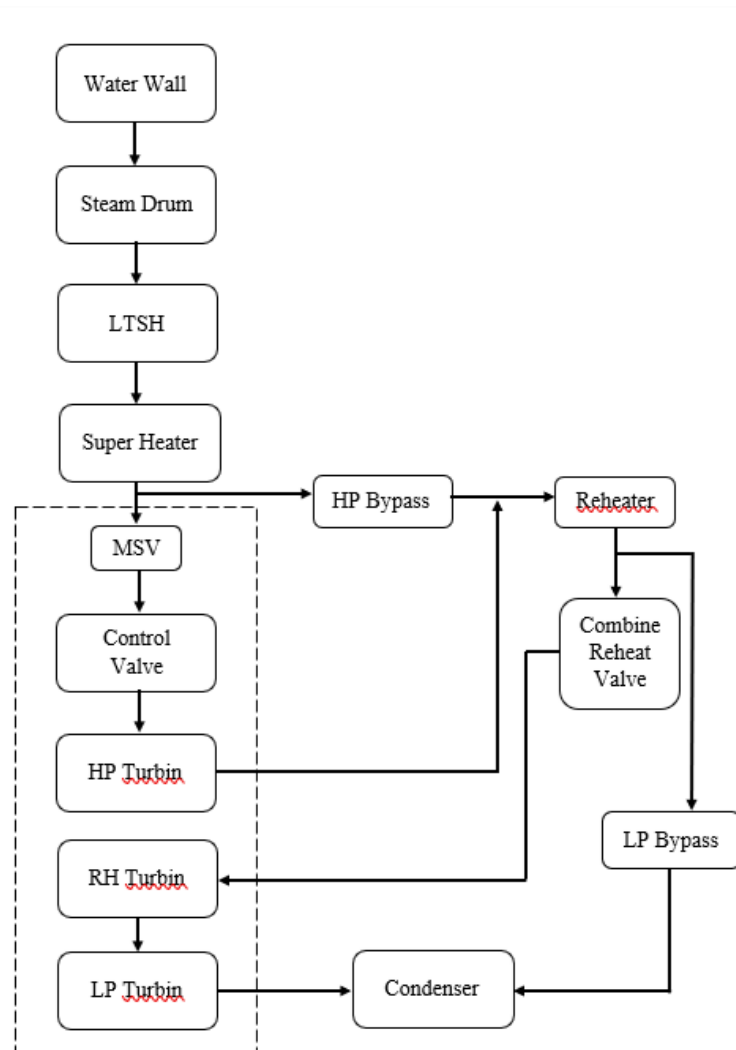 Water Wall
Steam Drum
LTSH
Super Heater
HP Bypass
Reheater
MSV
Combine
Reheat
Valve
Control
Valve
HP Turbin
LP Bypass
RH Turbin
LP Turbin
Condenser